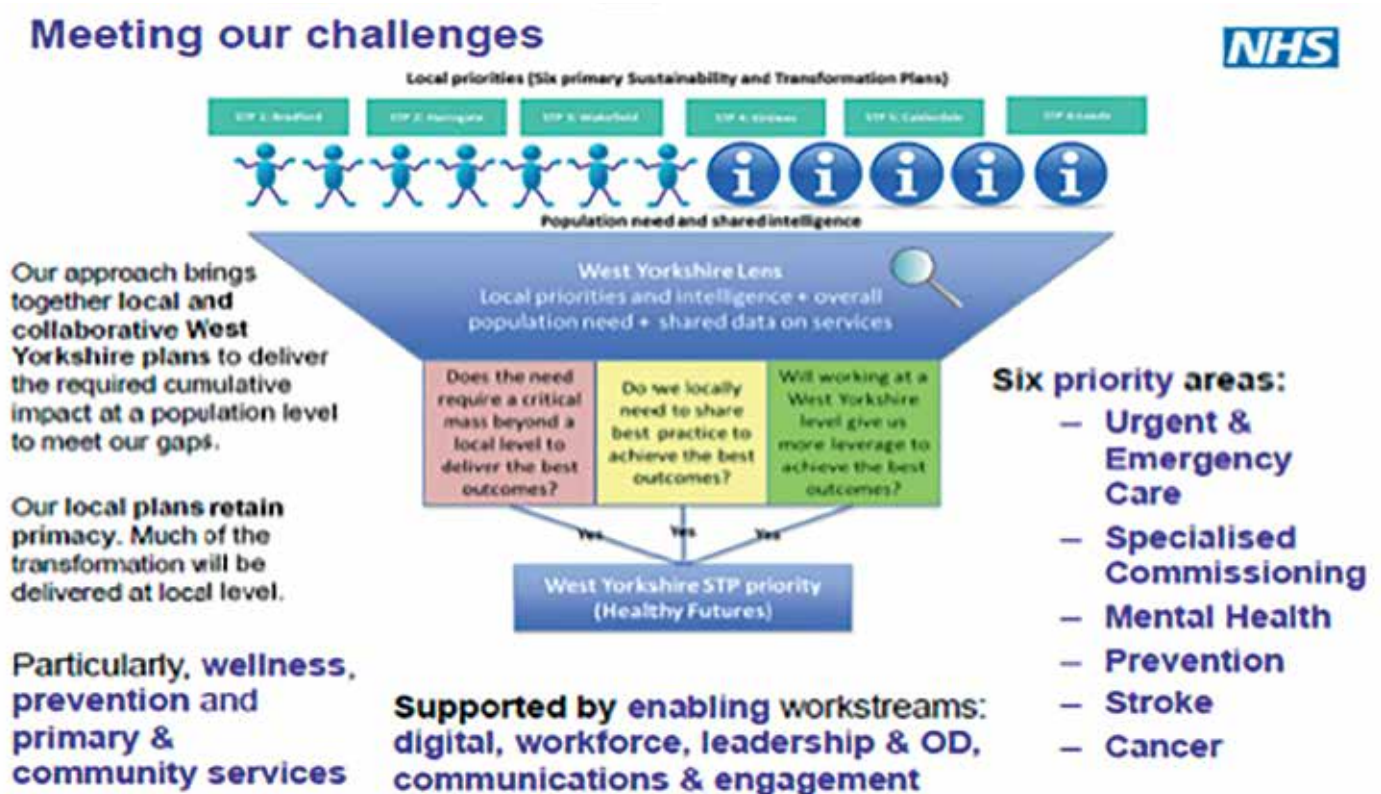 Meeting our challenges
NHS
Local priorities (Six primary Sustainability and Transformation Plans)
STP 1: Bradford
STP 2: Harrogate
STP 3: Wakefield
STP 4: Kirklees
STP 5: Calderdale
STP 6: Leeds
Population need and shared intelligence
West Yorkshire Lens
Local priorities and intelligence + overall
population need + shared data on services
Our approach brings
together local and
collaborative West
Yorkshire plans to deliver
the required cumulative
impact at a population level
to meet our gaps.
Our local plans retain
primacy. Much of the
transformation will be
delivered at local level.
Particularly, wellness,
prevention and
primary &
community services
Does the need
require a critical
mass beyond a
local level to
deliver the best
outcomes?
Do we locally
need to share
best practice to
achieve the best
outcomes?
Will working at a
West Yorkshire
level give us
more leverage to
achieve the best
outcomes?
Yes
Yes
Yes
West Yorkshire STP priority
(Healthy Futures)
Supported by enabling workstreams:
digital, workforce, leadership & OD,
communications & engagement
Six priority areas:
– Urgent &
Emergency
Care
– Specialised
Commissioning
– Mental Health
– Prevention
– Stroke
– Cancer